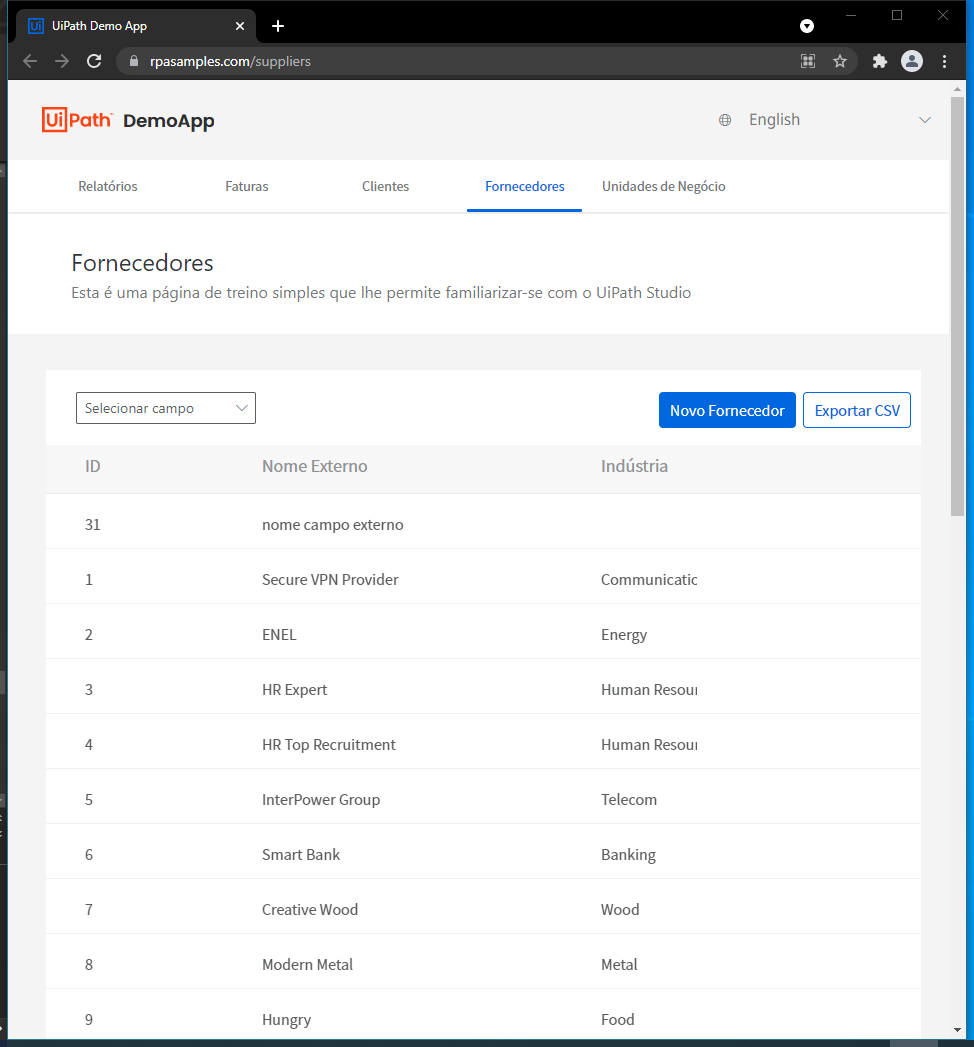 UiPath Demo App
rpasamples.com/suppliers
UiPath DemoApp
English
Relatórios Faturas Clientes Fornecedores Unidades de Negócio
Fornecedores
Esta é uma página de treino simples que lhe permite familiarizar-se com o UiPath Studio
Selecionar campo Novo Fornecedor Exportar CSV
ID Nome Externo Indústria
31 nome campo externo
1 Secure VPN Provider Communicatic
2 ENEL Energy
3 HR Expert Human Resour
4 HR Top Recruitment Human Resour
5 InterPower Group Telecom
6 Smart Bank Banking
7 Creative Wood Wood
8 Modern Metal Metal
9 Hungry Food